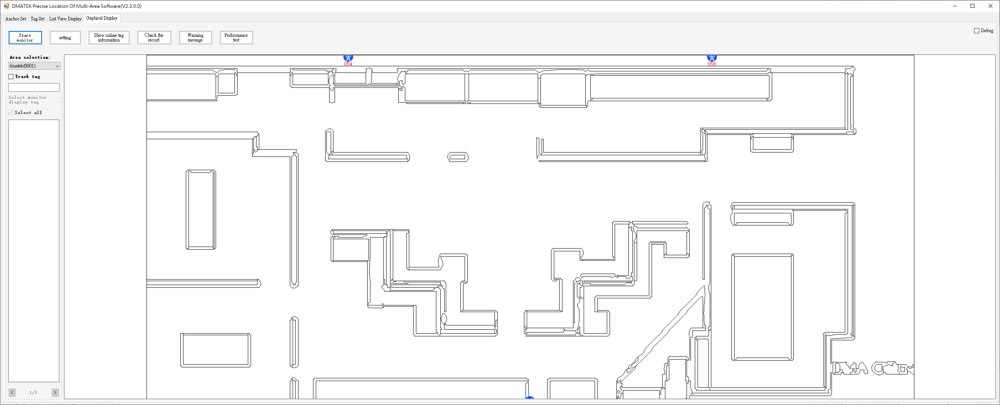 DMATEK Precise Location Of Multi-Area Software(V2.3.0.0)
Anchor Set Tag Set List View Display Gaphical Display
Start monitor
setting
Show online tag information
Check the record
Warning message
Performance test
Debug
Area selection:
dmatek(0001)
Track tag
Select monitor display tag
Select all
< 1/1 >
054
058